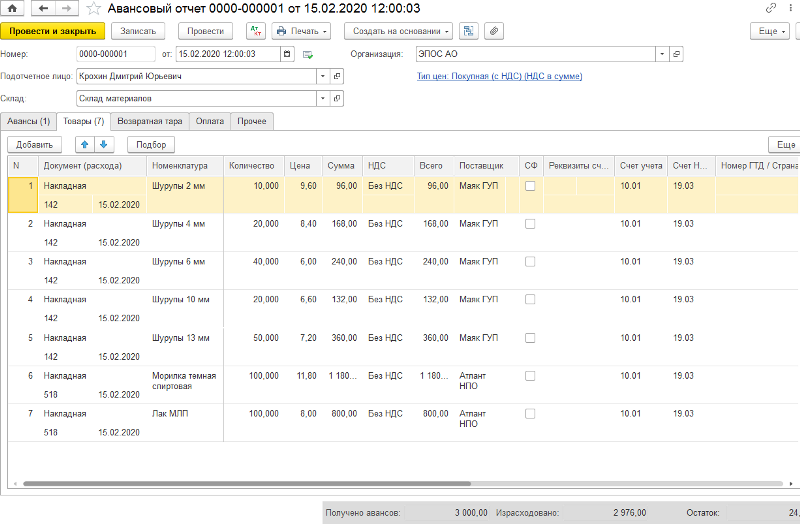 Авансовый отчет 0000-000001 от 15.02.2020 12:00:03
Провести и закрыть Записать Провести Дт Кт Печать Создать на основании Еще
Номер: 0000-000001 от: 15.02.2020 12:00:03 Организация: ЭПОС АО
Подотчетное лицо: Крохин Дмитрий Юрьевич Тип цен: Покупная (с НДС) (НДС в сумме)
Склад: Склад материалов
Авансы (1) Товары (7) Возвратная тара Оплата Прочее
Добавить Подбор Еще
N Документ (расхода) Номенклатура Количество Цена Сумма НДС Всего Поставщик СФ Реквизиты сч... Счет учета Счет Н... Номер ГТД / Страна
1 Накладная Шурупы 2 мм 10,000 9,60 96,00 Без НДС 96,00 Маяк ГУП 10.01 19.03
142 15.02.2020
2 Накладная Шурупы 4 мм 20,000 8,40 168,00 Без НДС 168,00 Маяк ГУП 10.01 19.03
142 15.02.2020
3 Накладная Шурупы 6 мм 40,000 6,00 240,00 Без НДС 240,00 Маяк ГУП 10.01 19.03
142 15.02.2020
4 Накладная Шурупы 10 мм 20,000 6,60 132,00 Без НДС 132,00 Маяк ГУП 10.01 19.03
142 15.02.2020
5 Накладная Шурупы 13 мм 50,000 7,20 360,00 Без НДС 360,00 Маяк ГУП 10.01 19.03
142 15.02.2020
6 Накладная Морилка темная 100,000 11,80 1 180... Без НДС 1 180... Атлант 10.01 19.03
спиртовая НПО
518 15.02.2020
7 Накладная Лак МЛП 100,000 8,00 800,00 Без НДС 800,00 Атлант 10.01 19.03
НПО
518 15.02.2020
Получено авансов: 3 000,00 Израсходовано: 2 976,00 Остаток: 24,